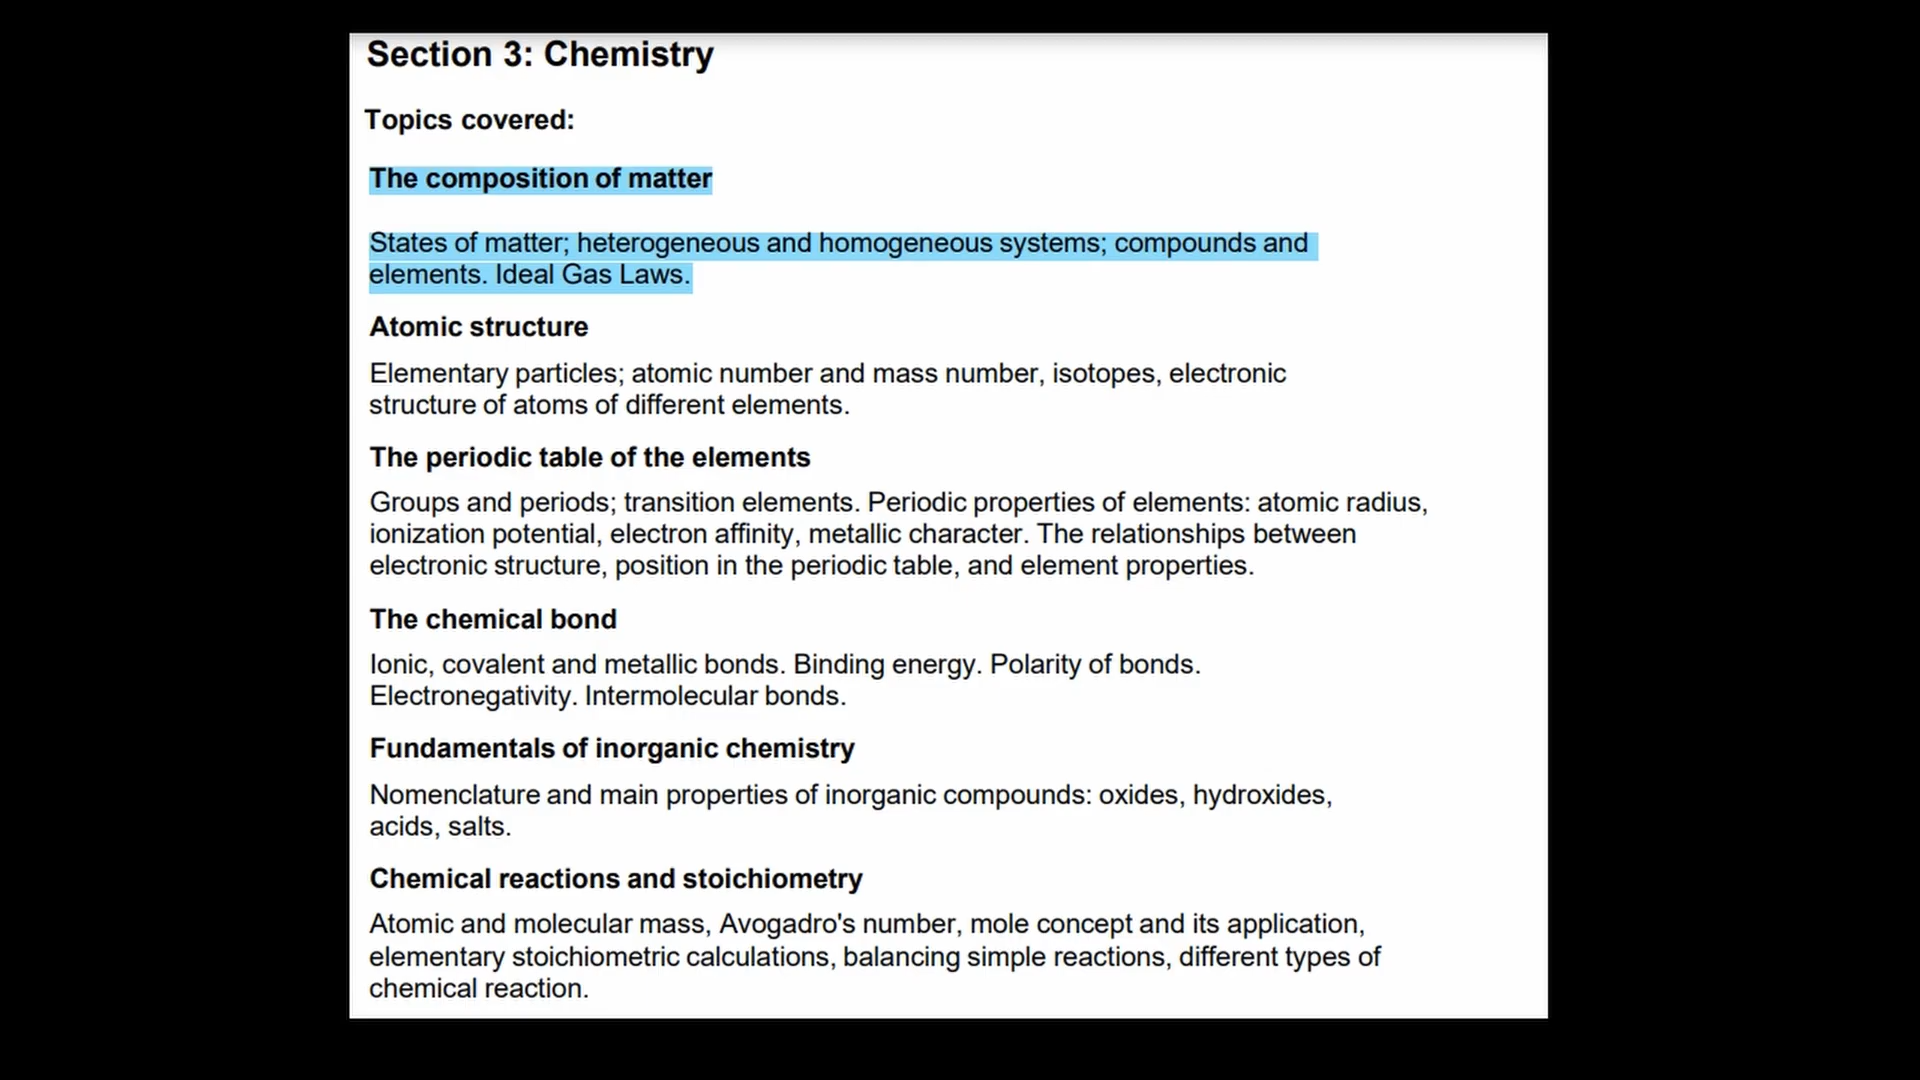 Section 3: Chemistry
Topics covered:
The composition of matter
States of matter; heterogeneous and homogeneous systems; compounds and
elements. Ideal Gas Laws.
Atomic structure
Elementary particles; atomic number and mass number, isotopes, electronic
structure of atoms of different elements.
The periodic table of the elements
Groups and periods; transition elements. Periodic properties of elements: atomic radius,
ionization potential, electron affinity, metallic character. The relationships between
electronic structure, position in the periodic table, and element properties.
The chemical bond
Ionic, covalent and metallic bonds. Binding energy. Polarity of bonds.
Electronegativity. Intermolecular bonds.
Fundamentals of inorganic chemistry
Nomenclature and main properties of inorganic compounds: oxides, hydroxides,
acids, salts.
Chemical reactions and stoichiometry
Atomic and molecular mass, Avogadro's number, mole concept and its application,
elementary stoichiometric calculations, balancing simple reactions, different types of
chemical reaction.